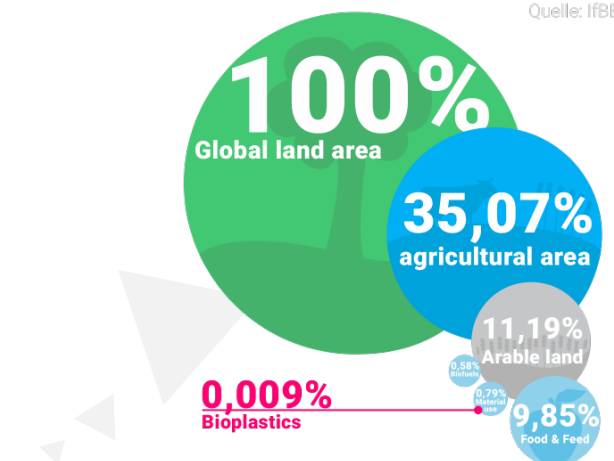 Quelle: IfBB
100%
Global land area
35,07%
agricultural area
11,19%
Arable land
0,58%
Biofuels
0,79%
Material
use
0,009%
Bioplastics
9,85%
Food & Feed